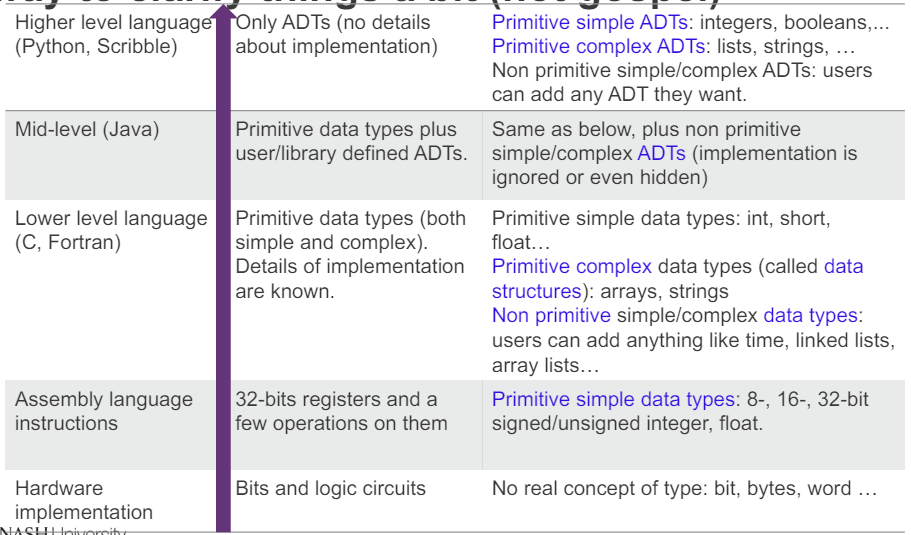 way to clarify things a bit (not gospel)
Higher level language
(Python, Scribble)
Only ADTs (no details
about implementation)
Primitive simple ADTs: integers, booleans,...
Primitive complex ADTs: lists, strings, …
Non primitive simple/complex ADTs: users
can add any ADT they want.
Mid-level (Java)
Primitive data types plus
user/library defined ADTs.
Same as below, plus non primitive
simple/complex ADTs (implementation is
ignored or even hidden)
Lower level language
(C, Fortran)
Primitive data types (both
simple and complex).
Details of implementation
are known.
Primitive simple data types: int, short,
float…
Primitive complex data types (called data
structures): arrays, strings
Non primitive simple/complex data types:
users can add anything like time, linked lists,
array lists…
Assembly language
instructions
32-bits registers and a
few operations on them
Primitive simple data types: 8-, 16-, 32-bit
signed/unsigned integer, float.
Hardware
implementation
Bits and logic circuits
No real concept of type: bit, bytes, word …
NASH University